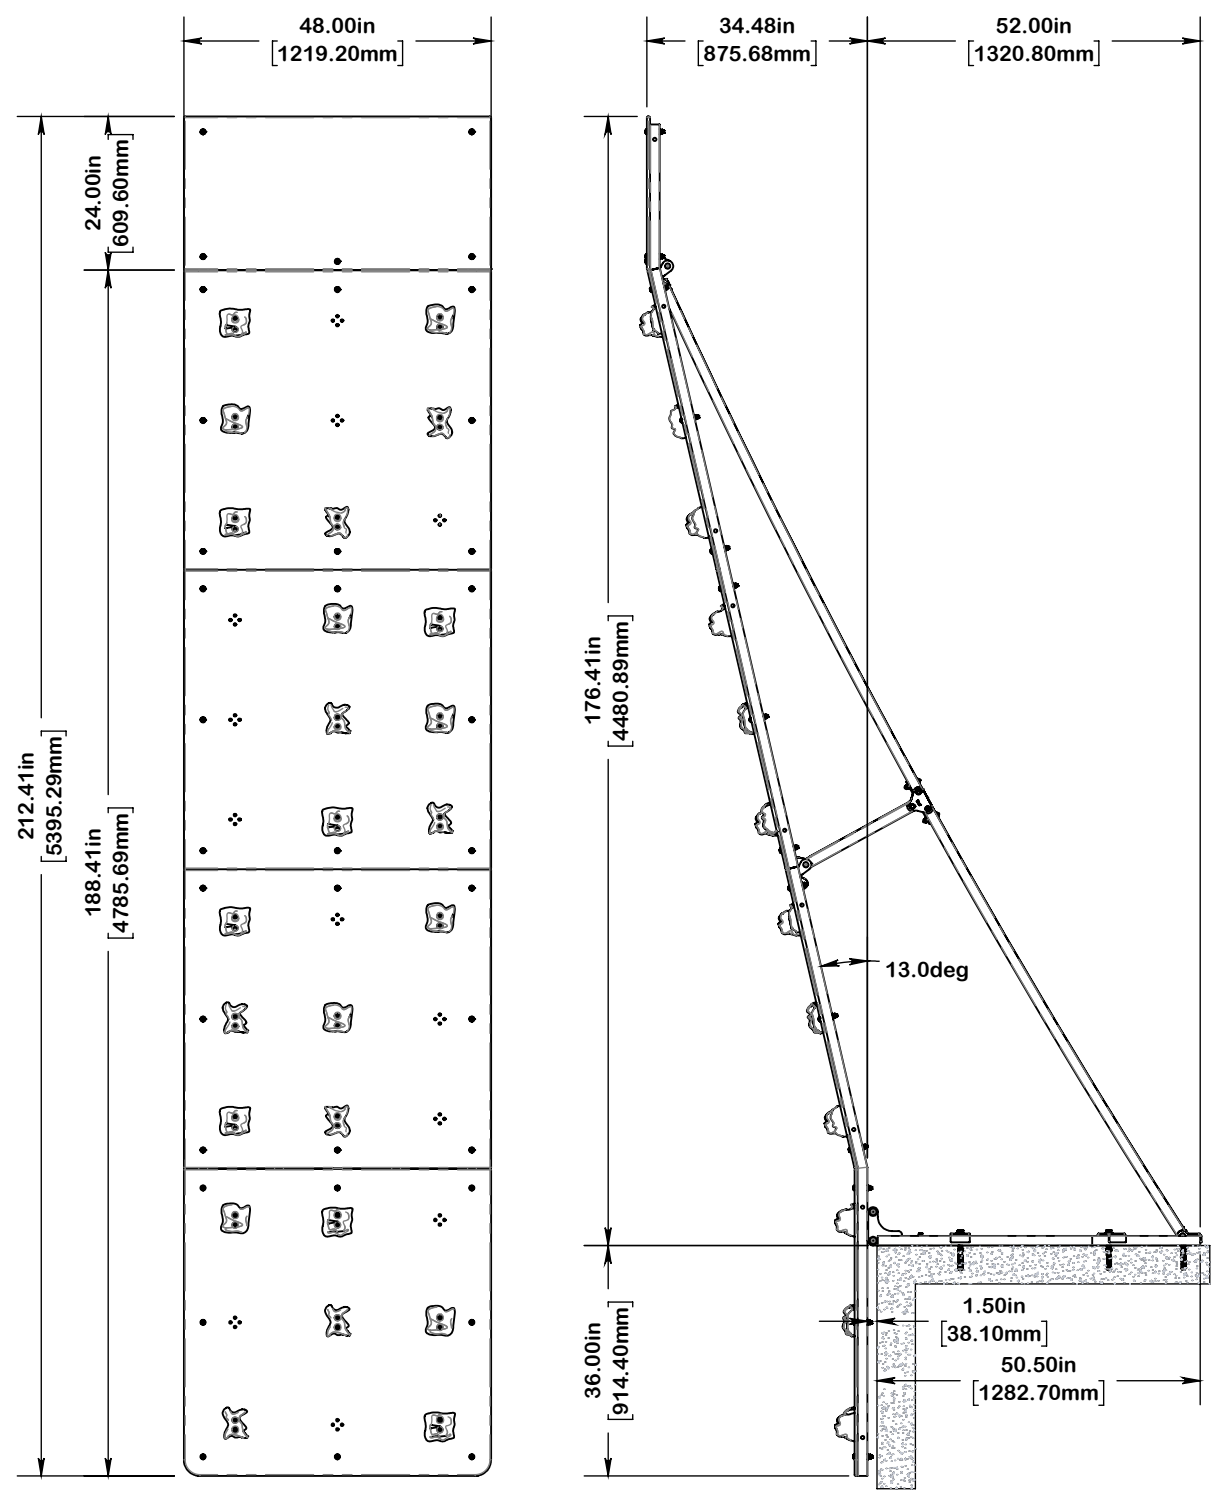 48.00in
[1219.20mm]
34.48in
[875.68mm]
52.00in
[1320.80mm]
24.00in
[609.60mm]
176.41in
[4480.89mm]
212.41in
[5395.29mm]
188.41in
[4785.69mm]
13.0deg
36.00in
[914.40mm]
1.50in
[38.10mm]
50.50in
[1282.70mm]